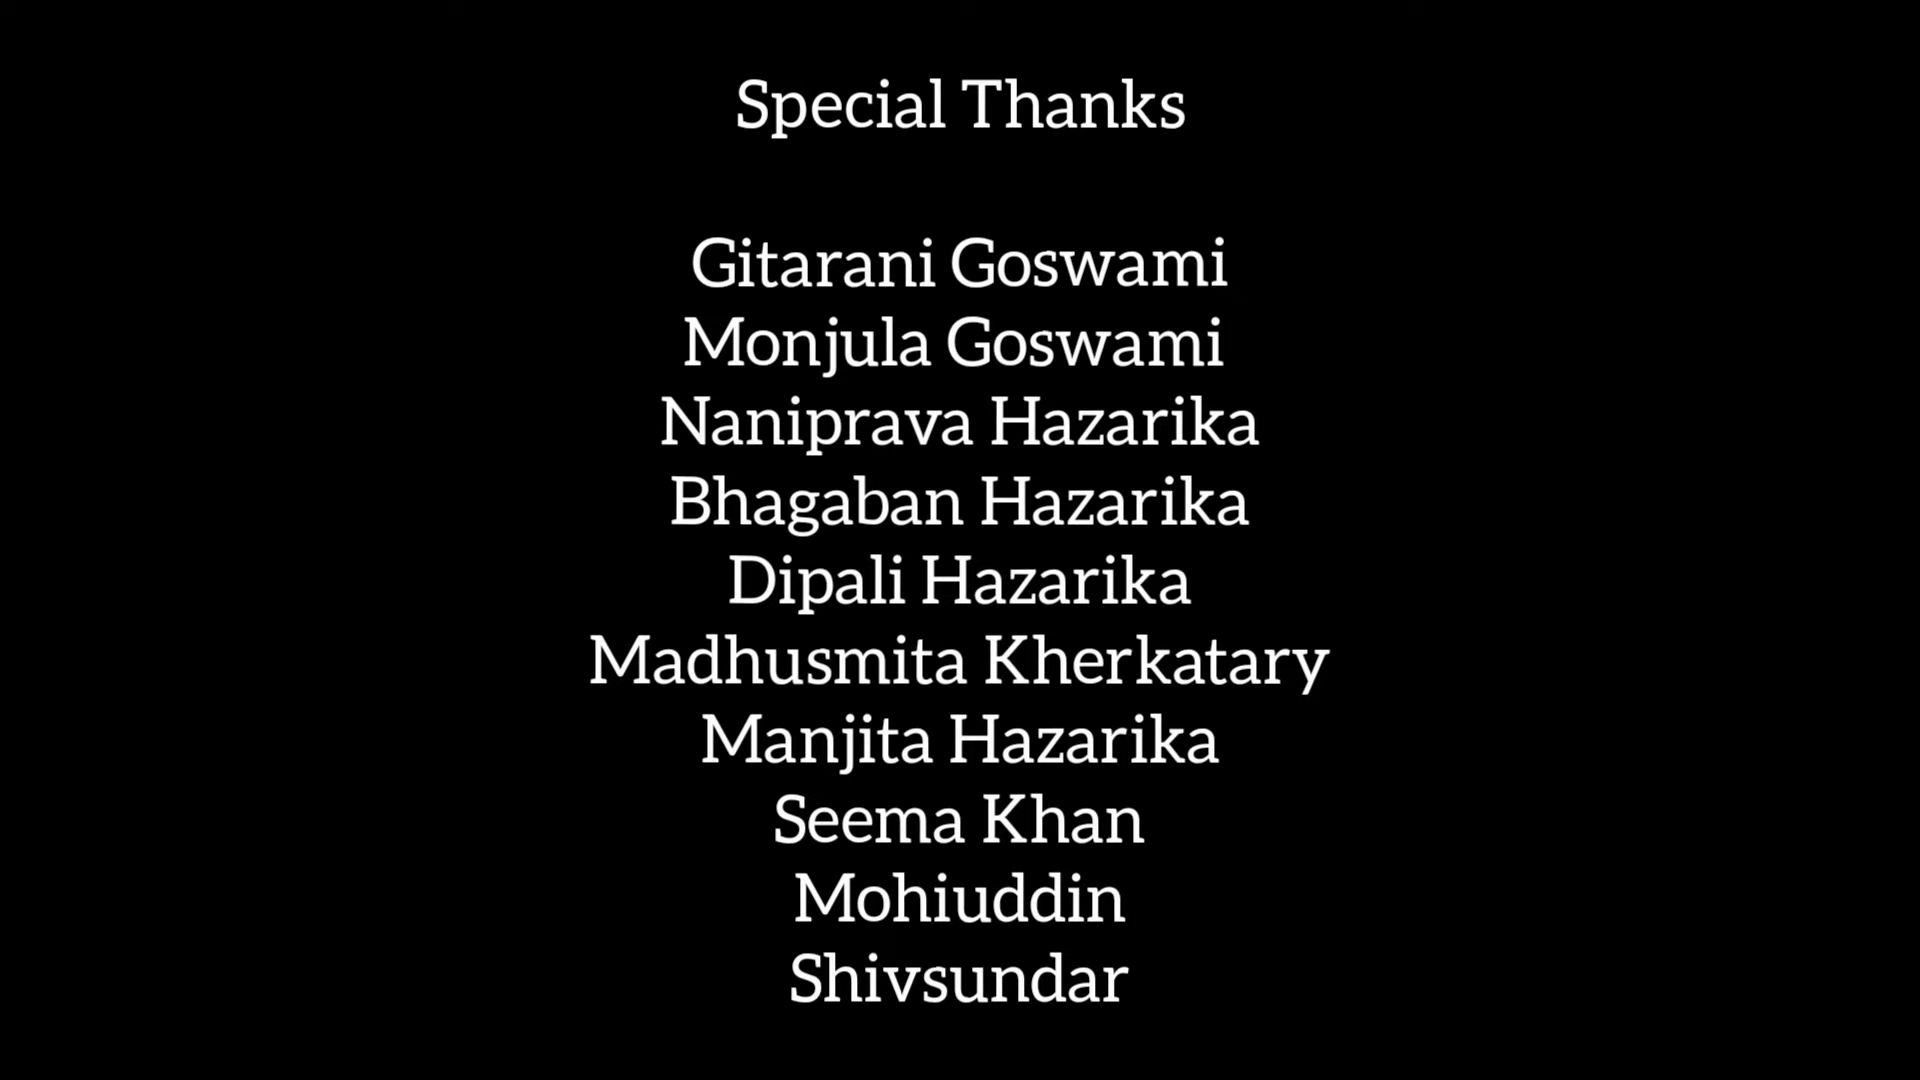 Special Thanks
Gitarani Goswami
Monjula Goswami
Naniprava Hazarika
Bhagaban Hazarika
Dipali Hazarika
Madhusmita Kherkatary
Manjita Hazarika
Seema Khan
Mohiuddin
Shivsundar